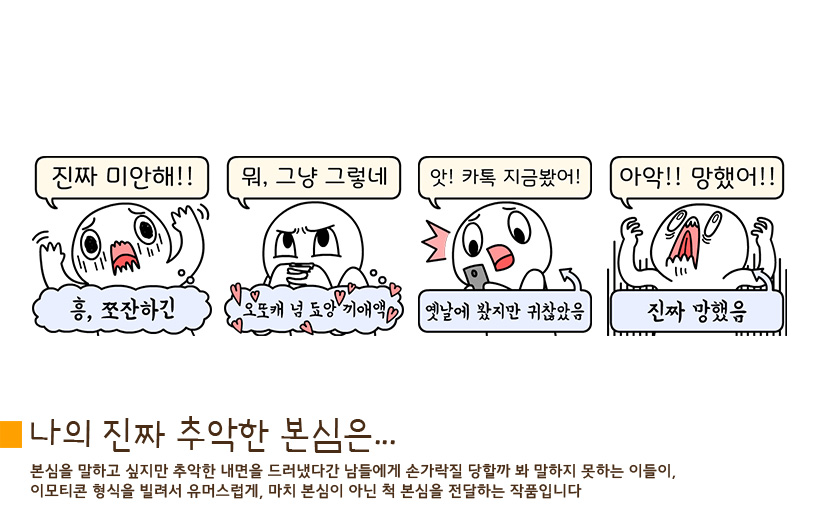 진짜 미안해!!
흥, 쪼잔하긴
뭐, 그냥 그렇네
오또캐 넘 됴앙 끼애액
앗! 카톡 지금봤어!
옛날에 봤지만 귀찮았음
아악!! 망했어!!
진짜 망했음
나의 진짜 추악한 본심은...
본심을 말하고 싶지만 추악한 내면을 드러냈다간 남들에게 손가락질 당할까 봐 말하지 못하는 이들이,
이모티콘 형식을 빌려서 유머스럽게, 마치 본심이 아닌 척 본심을 전달하는 작품입니다